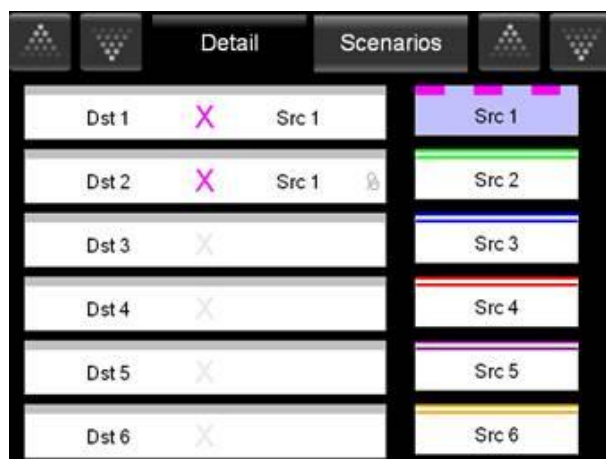 Detail Scenarios
Dst 1 X Src 1 Src 1
Dst 2 X Src 1 Src 2
Dst 3 X Src 3
Dst 4 X Src 4
Dst 5 X Src 5
Dst 6 X Src 6